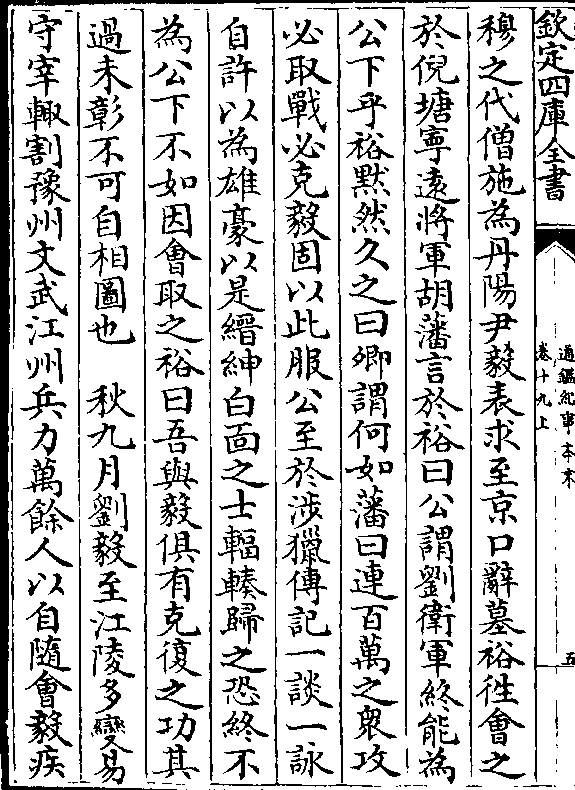 欽定四庫全書
通鑑紀事本末
卷十九上
五
穆之代僧施為丹陽尹毅表求至京口辭墓裕徃會之
於倪塘寧遠將軍胡藩言於裕曰公謂劉衛軍終能為
公下乎裕黙然久之曰卿謂何如藩曰連百萬之衆攻
必取戰必克毅固以此服公至於涉獵傳記一談一詠
自許以為雄豪以是縉紳白面之士輻輳歸之恐終不
為公下不如因會取之裕曰吾與毅俱有克復之功其
過未彰不可自相圖也　秋九月劉毅至江陵多變易
守宰輙割豫州文武江州兵力萬餘人以自隨會毅疾